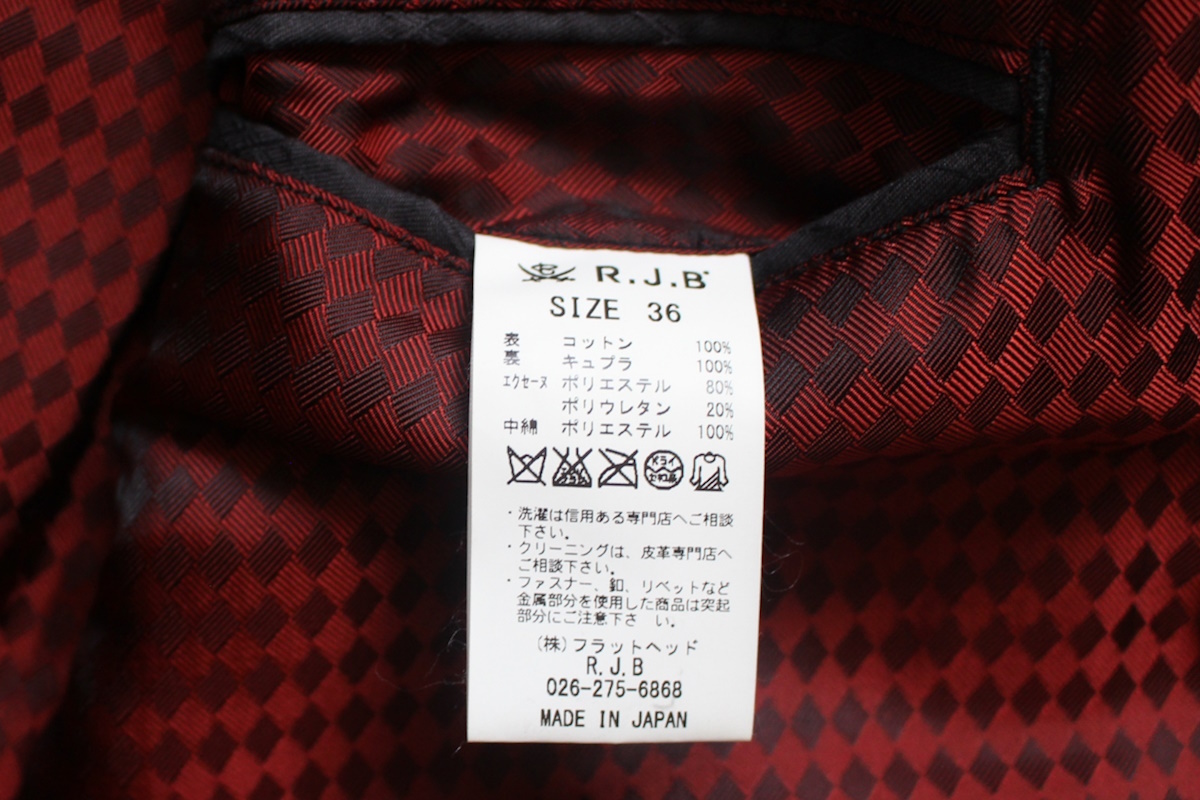 R.J.B
SIZE 36
表 コットン 100%
裏 キュプラ 100%
エクセーヌ ポリエステル 80%
ポリウレタン 20%
中綿 ポリエステル 100%
ドライ
・洗濯は信用ある専門店へご相談
下さい。
・クリーニングは、皮革専門店へ
ご相談下さい。
・ファスナー、釦、リベットなど
金属部分を使用した商品は突起
部分にご注意下さ い。
(株)フラットヘッド
R.J.B
026-275-6868
MADE IN JAPAN